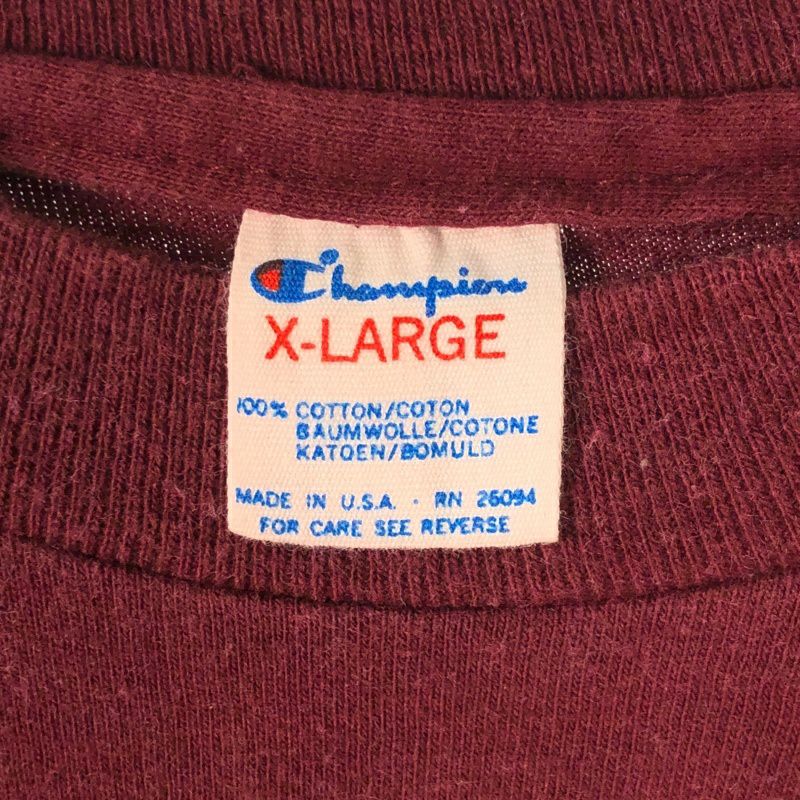 Champion
X-LARGE
100% COTTON/COTON
BAUMWOLLE/COTONE
KATOEN/BOMULD
MADE IN U.S.A. · RN 26094
FOR CARE SEE REVERSE